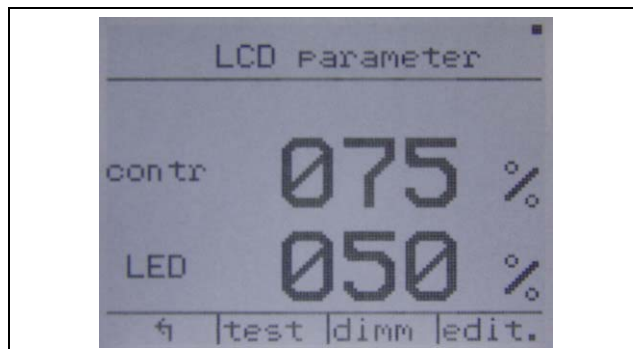 LCD parameter
contr 075 %
LED 050 %
↰ |test |dimm |edit.